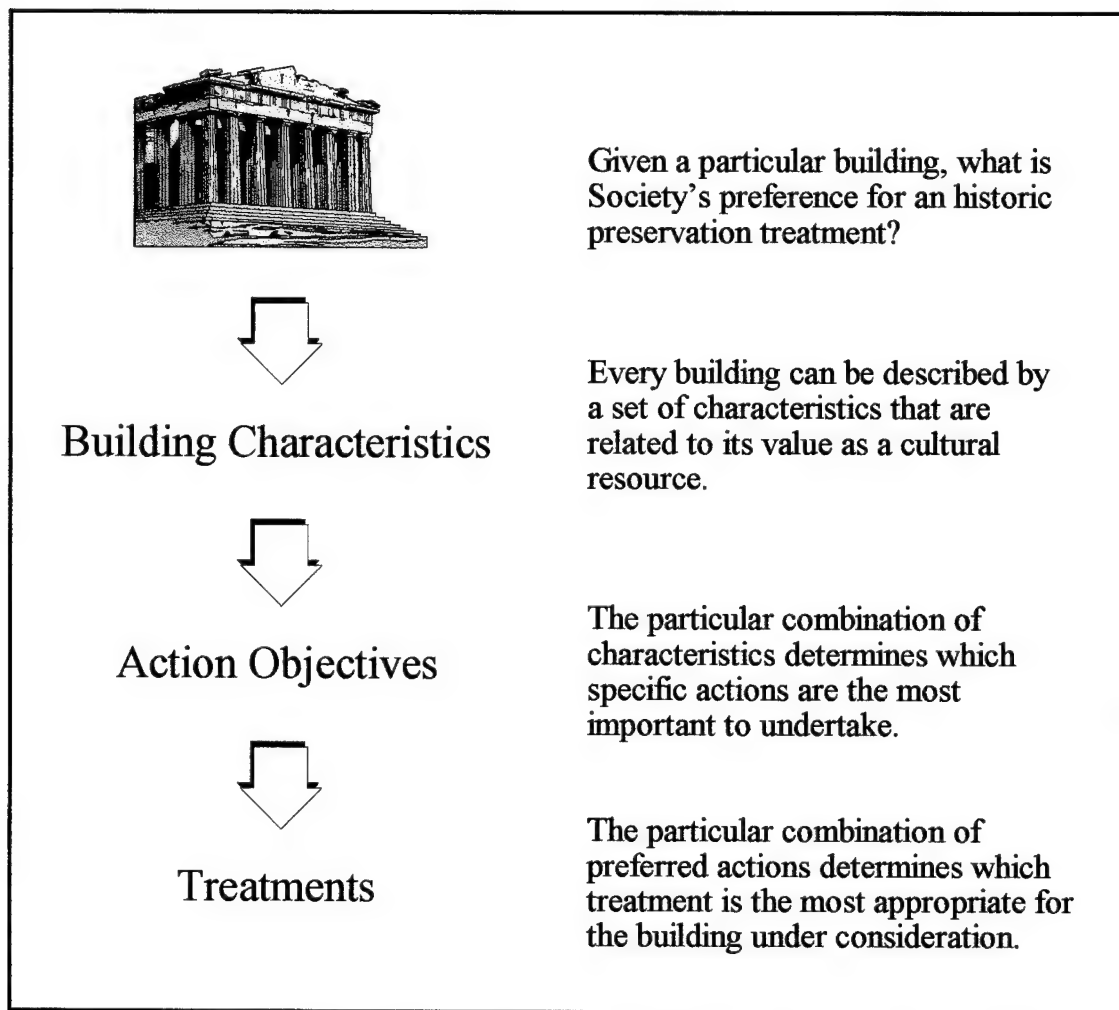 Given a particular building, what is
Society's preference for an historic
preservation treatment?
Building Characteristics
Every building can be described by
a set of characteristics that are
related to its value as a cultural
resource.
Action Objectives
The particular combination of
characteristics determines which
specific actions are the most
important to undertake.
Treatments
The particular combination of
preferred actions determines which
treatment is the most appropriate for
the building under consideration.